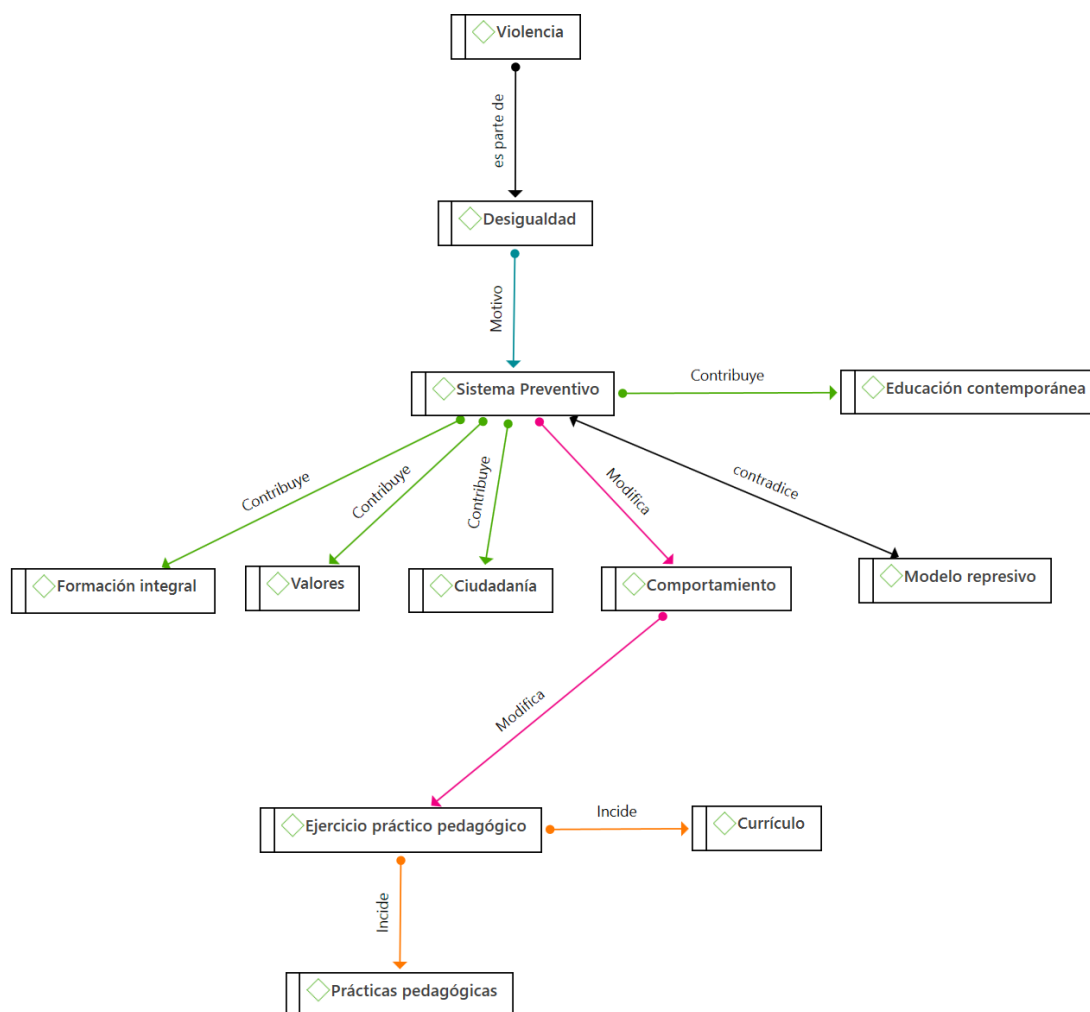 Violencia
es parte de
Desigualdad
Motivo
Sistema Preventivo
Contribuye
Educación contemporánea
Contribuye
Contribuye
Contribuye
Modifica
contradice
Formación integral
Valores
Ciudadanía
Comportamiento
Modelo represivo
Modifica
Ejercicio práctico pedagógico
Incide
Currículo
Incide
Prácticas pedagógicas